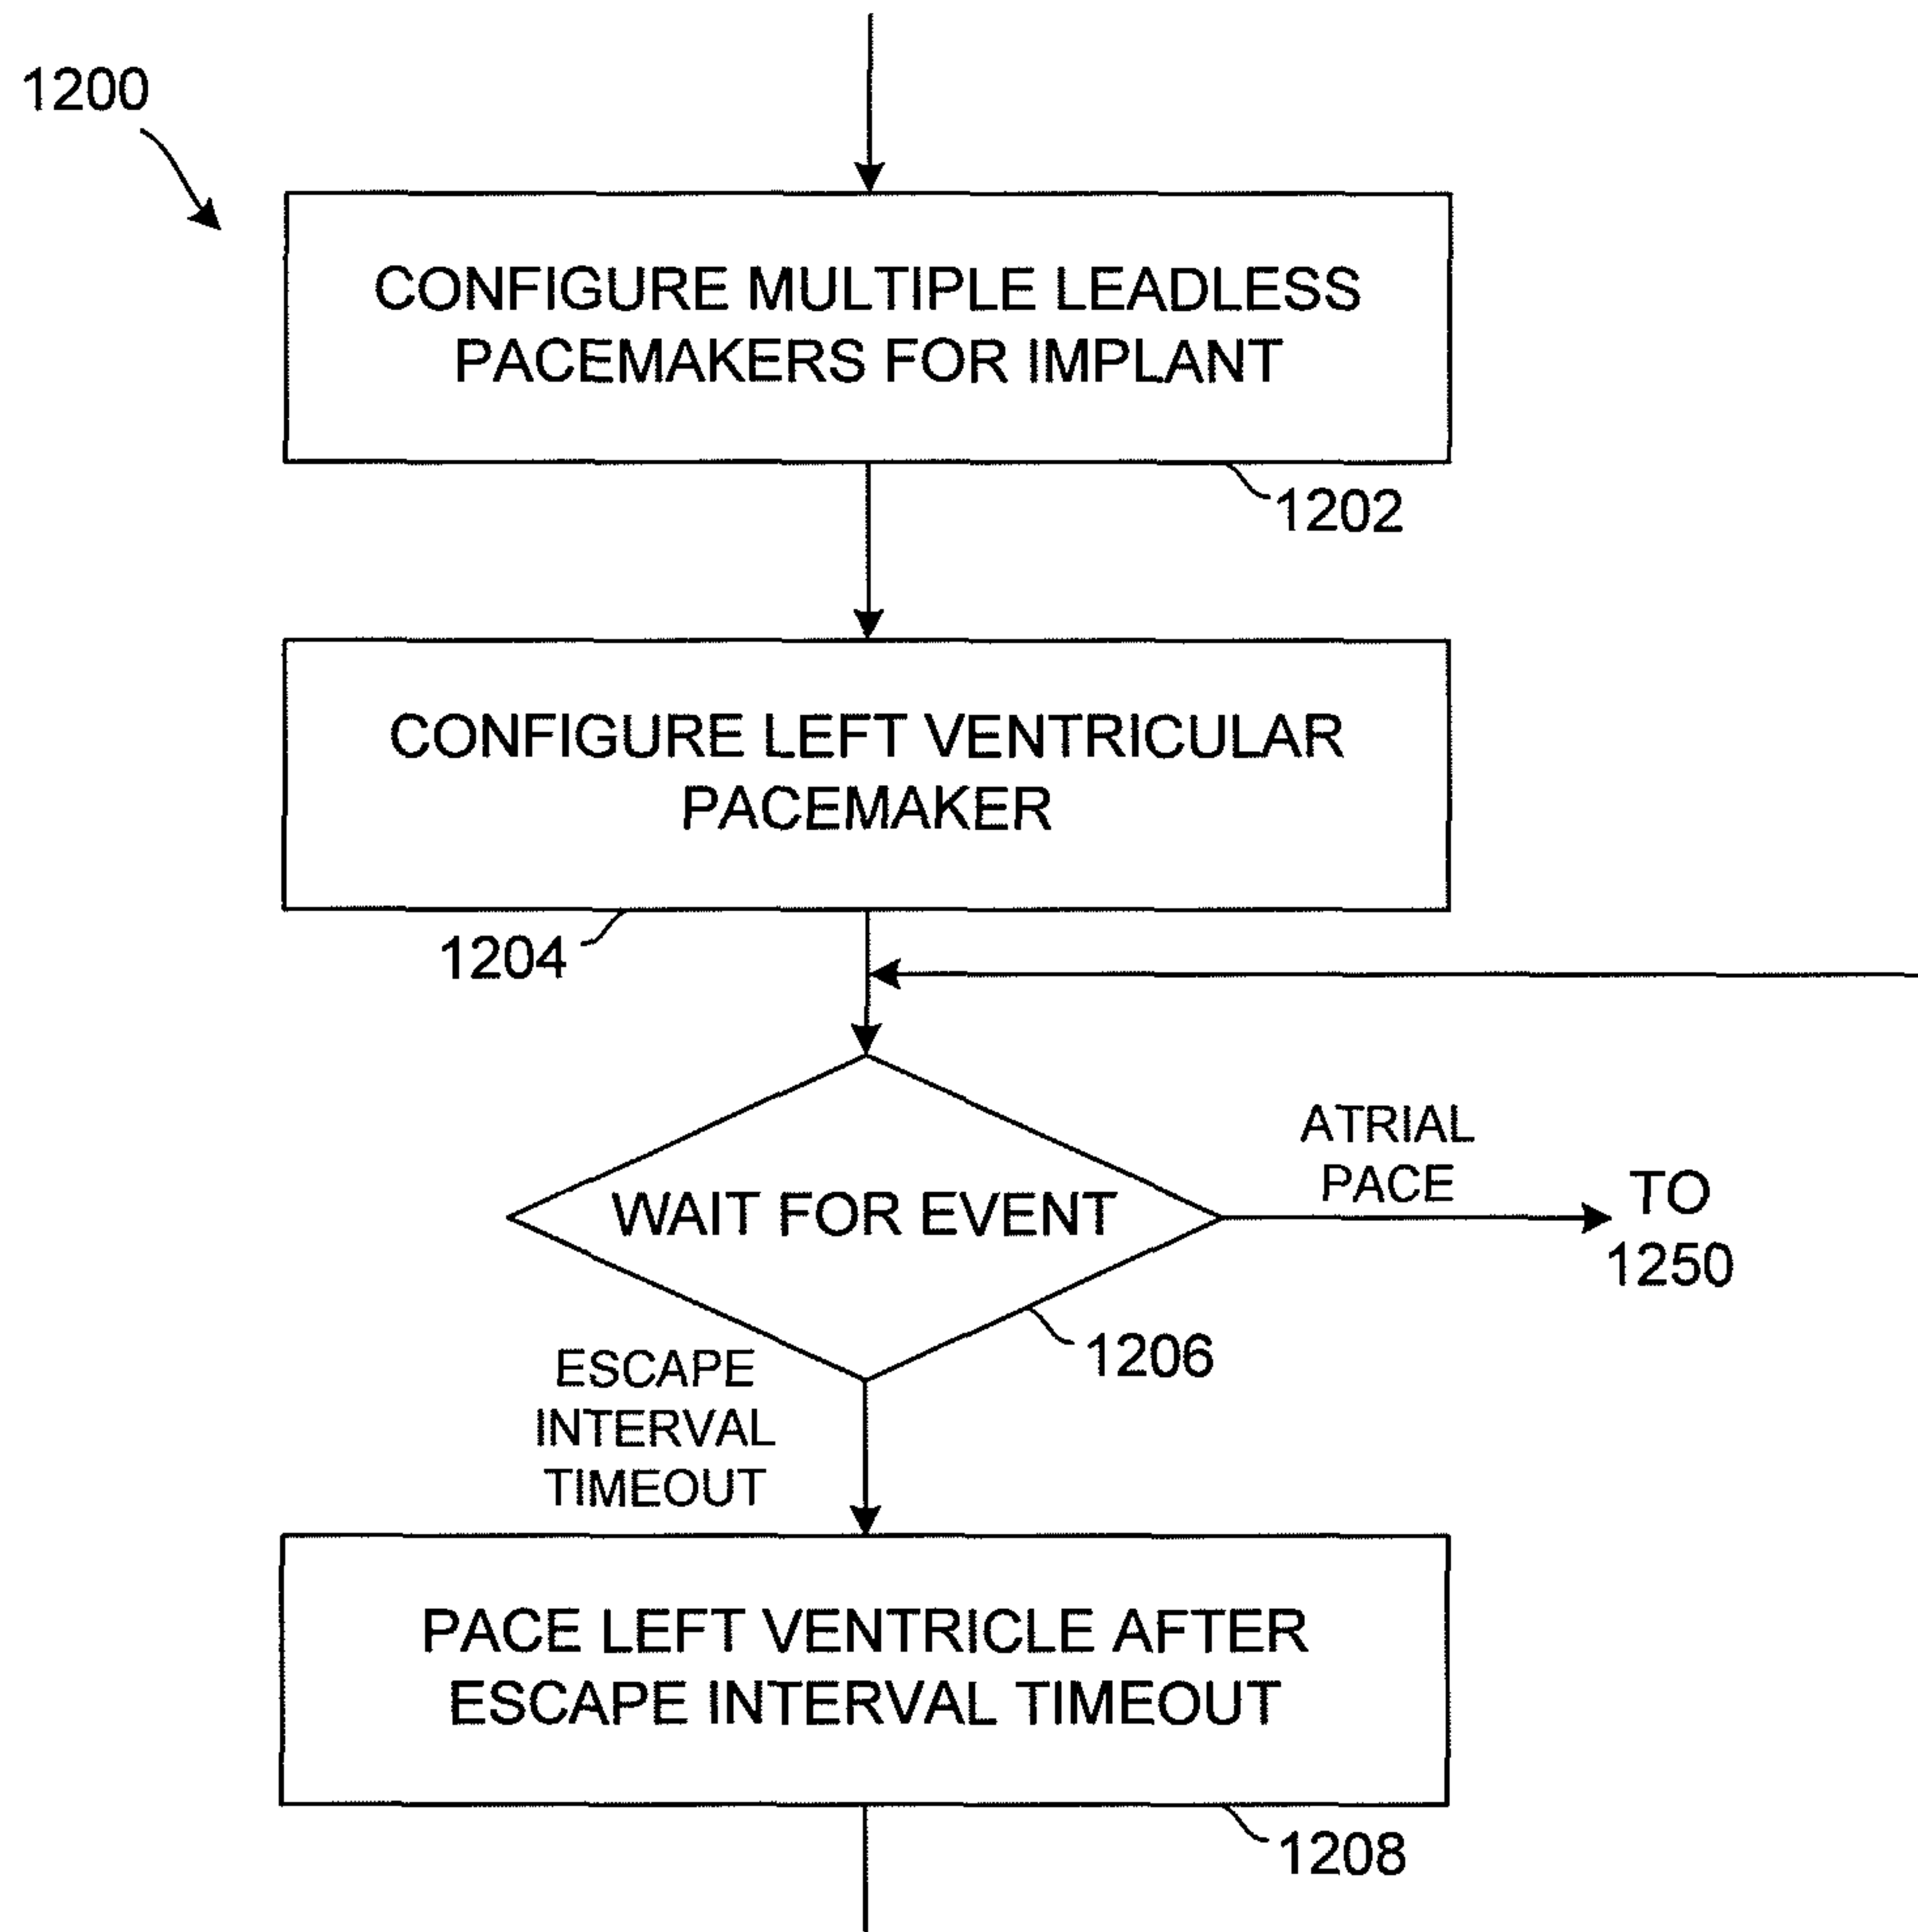 1200
CONFIGURE MULTIPLE LEADLESS
PACEMAKERS FOR IMPLANT
1202
CONFIGURE LEFT VENTRICULAR
PACEMAKER
1204
WAIT FOR EVENT
ATRIAL
PACE
TO
1250
1206
ESCAPE
INTERVAL
TIMEOUT
PACE LEFT VENTRICLE AFTER
ESCAPE INTERVAL TIMEOUT
1208